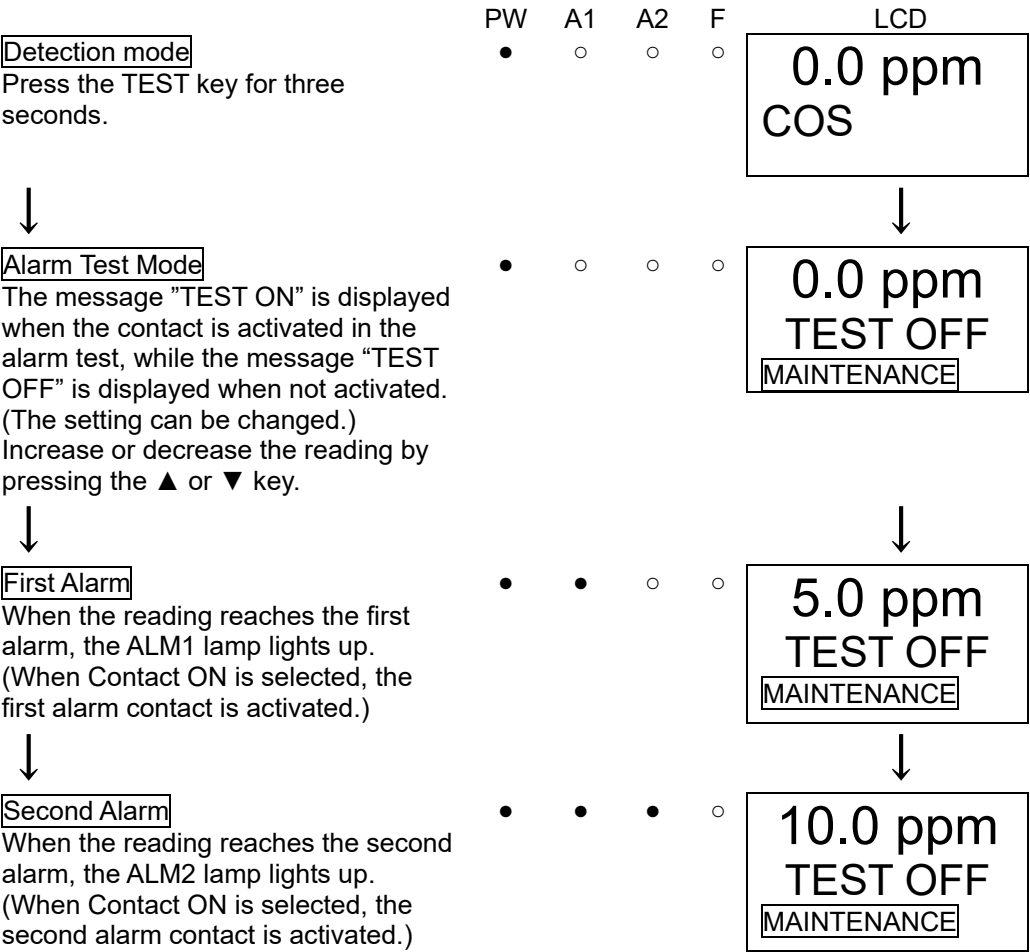 PW A1 A2 F LCD
Detection mode ● ○ ○ ○ 0.0 ppm
Press the TEST key for three
seconds.
COS
↓ ↓
Alarm Test Mode ● ○ ○ ○ 0.0 ppm
The message ”TEST ON” is displayed
when the contact is activated in the
alarm test, while the message “TEST
OFF” is displayed when not activated.
(The setting can be changed.)
Increase or decrease the reading by
pressing the ▲ or ▼ key.
TEST OFF
MAINTENANCE
↓ ↓
First Alarm ● ● ○ ○ 5.0 ppm
When the reading reaches the first
alarm, the ALM1 lamp lights up.
(When Contact ON is selected, the
first alarm contact is activated.)
TEST OFF
MAINTENANCE
↓ ↓
Second Alarm ● ● ● ○ 10.0 ppm
When the reading reaches the second
alarm, the ALM2 lamp lights up.
(When Contact ON is selected, the
second alarm contact is activated.)
TEST OFF
MAINTENANCE